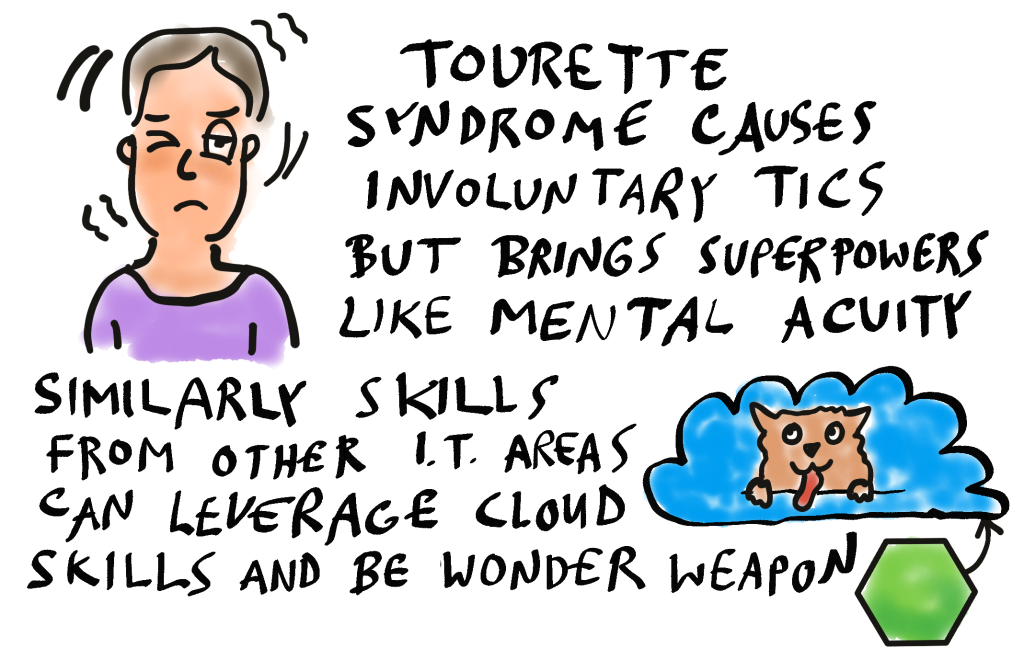 TOURETTE
SYNDROME CAUSES
INVOLUNTARY TICS
BUT BRINGS SUPERPOWERS
LIKE MENTAL ACUITY
SIMILARLY SKILLS
FROM OTHER I.T. AREAS
CAN LEVERAGE CLOUD
SKILLS AND BE WONDER WEAPON